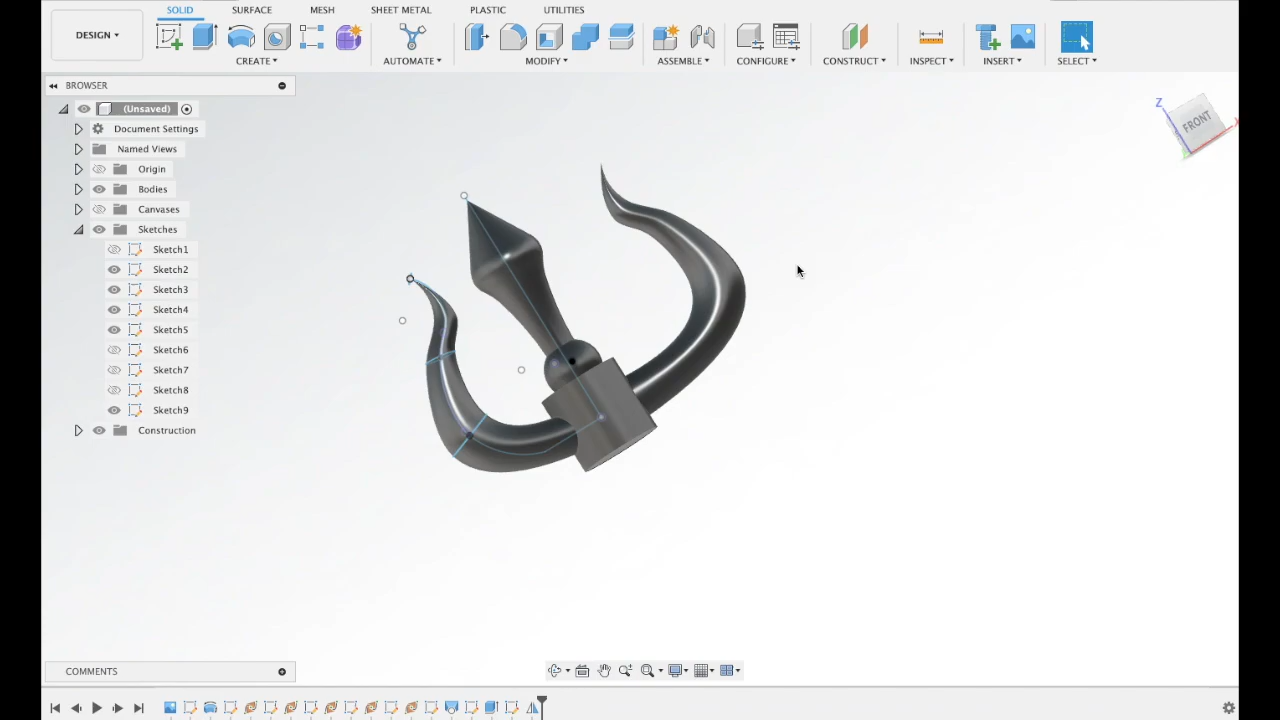 SOLID SURFACE MESH SHEET METAL PLASTIC UTILITIES
DESIGN
CREATE AUTOMATE MODIFY ASSEMBLE CONFIGURE CONSTRUCT INSPECT INSERT SELECT
BROWSER
(Unsaved)
Document Settings
Named Views
Origin
Bodies
Canvases
Sketches
Sketch1
Sketch2
Sketch3
Sketch4
Sketch5
Sketch6
Sketch7
Sketch8
Sketch9
Construction
Z
FRONT
X
COMMENTS